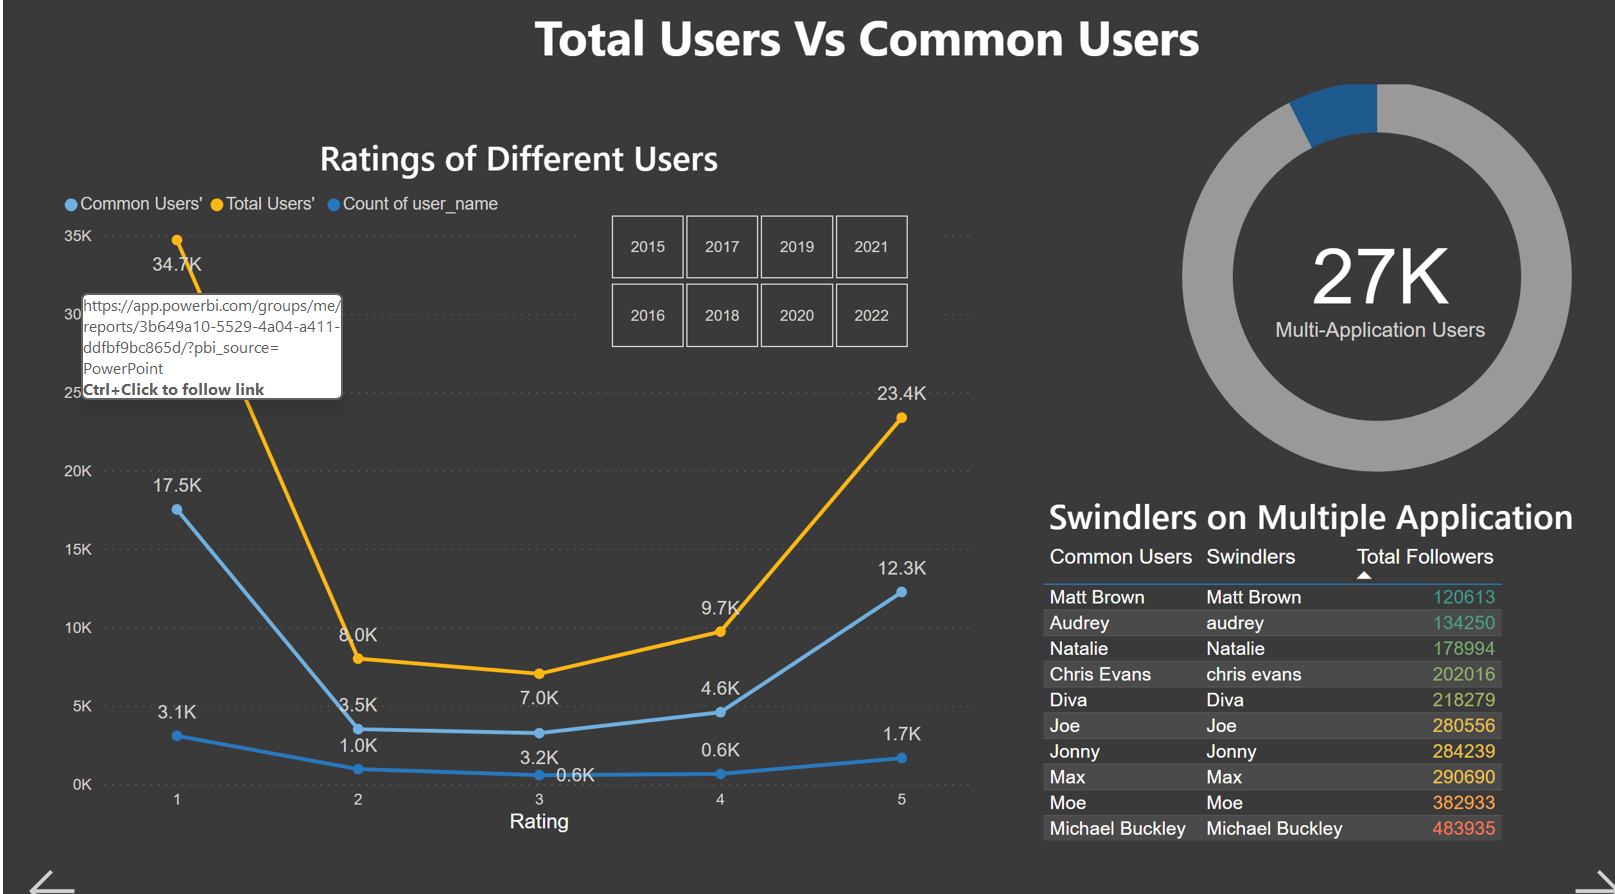 Total Users Vs Common Users
Ratings of Different Users
Common Users' Total Users' Count of user_name
2015 2017 2019 2021
2016 2018 2020 2022
35K
30
25
20K
15K
10K
5K
0K
34.7K
8.0K
7.0K
9.7K
23.4K
17.5K
3.5K
3.2K
4.6K
12.3K
3.1K
1.0K
0.6K
0.6K
1.7K
1 2 3 4 5
Rating
https://app.powerbi.com/groups/me/
reports/3b649a10-5529-4a04-a411-
ddfbf9bc865d/?pbi_source=
PowerPoint
Ctrl+Click to follow link
27K
Multi-Application Users
Swindlers on Multiple Application
Common Users Swindlers Total Followers
Matt Brown Matt Brown 120613
Audrey audrey 134250
Natalie Natalie 178994
Chris Evans chris evans 202016
Diva Diva 218279
Joe Joe 280556
Jonny Jonny 284239
Max Max 290690
Moe Moe 382933
Michael Buckley Michael Buckley 483935